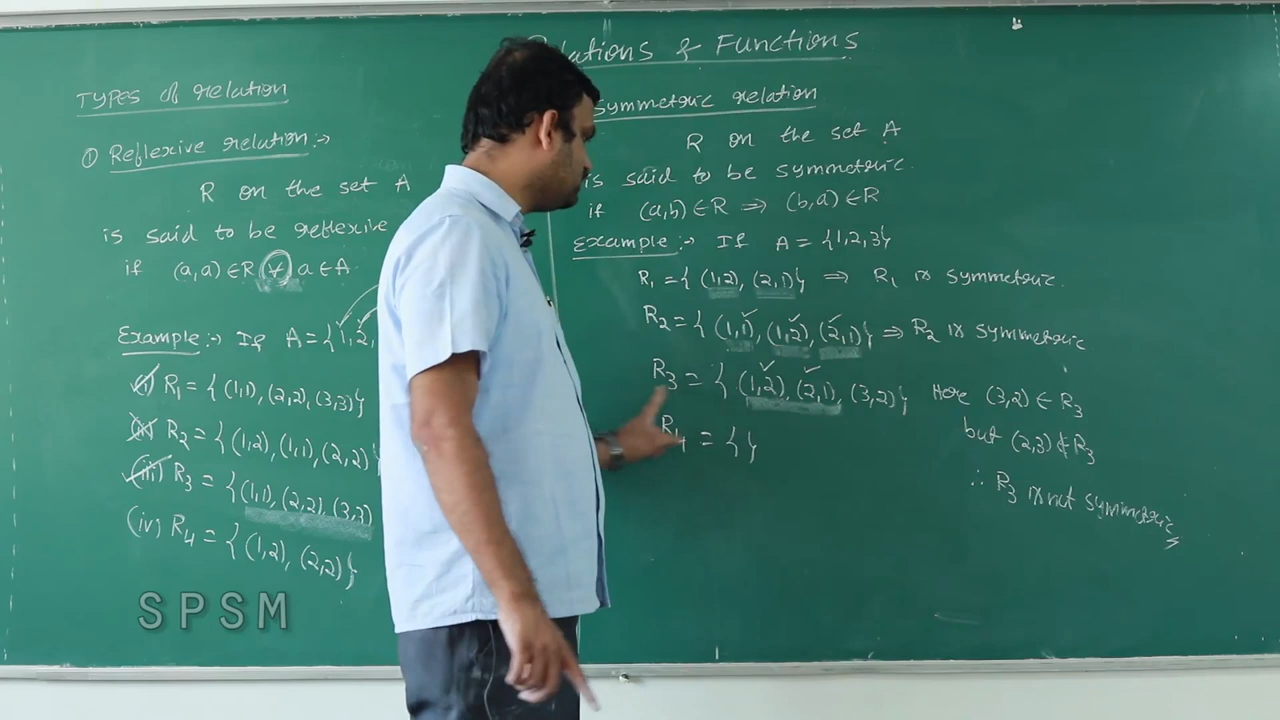 Relations & Functions
TYPES of relation
① Reflexive relation:-
R on the set A
is said to be reflexive
if (a,a) ∈ R ∀ a ∈ A
Example:- If A = {1, 2,
(i) R₁ = { (1,1), (2,2), (3,3)}
(ii) R₂ = { (1,2), (1,1), (2,2)}
(iii) R₃ = { (1,1), (2,2), (3,3)
(iv) R₄ = { (1,2), (2,2)}
symmetric relation
R on the set A
is said to be symmetric.
if (a,b) ∈ R ⇒ (b,a) ∈ R
Example:- If A = {1,2,3}
R₁ = { (1,2), (2,1)} ⇒ R₁ is symmetric.
R₂ = { (1,1), (1,2), (2,1)} ⇒ R₂ is symmetric
R₃ = { (1,2), (2,1), (3,2)} Here (3,2) ∈ R₃
but (2,3) ∉ R₃
∴ R₃ is not symmetric
R₄ = { }
SPSM